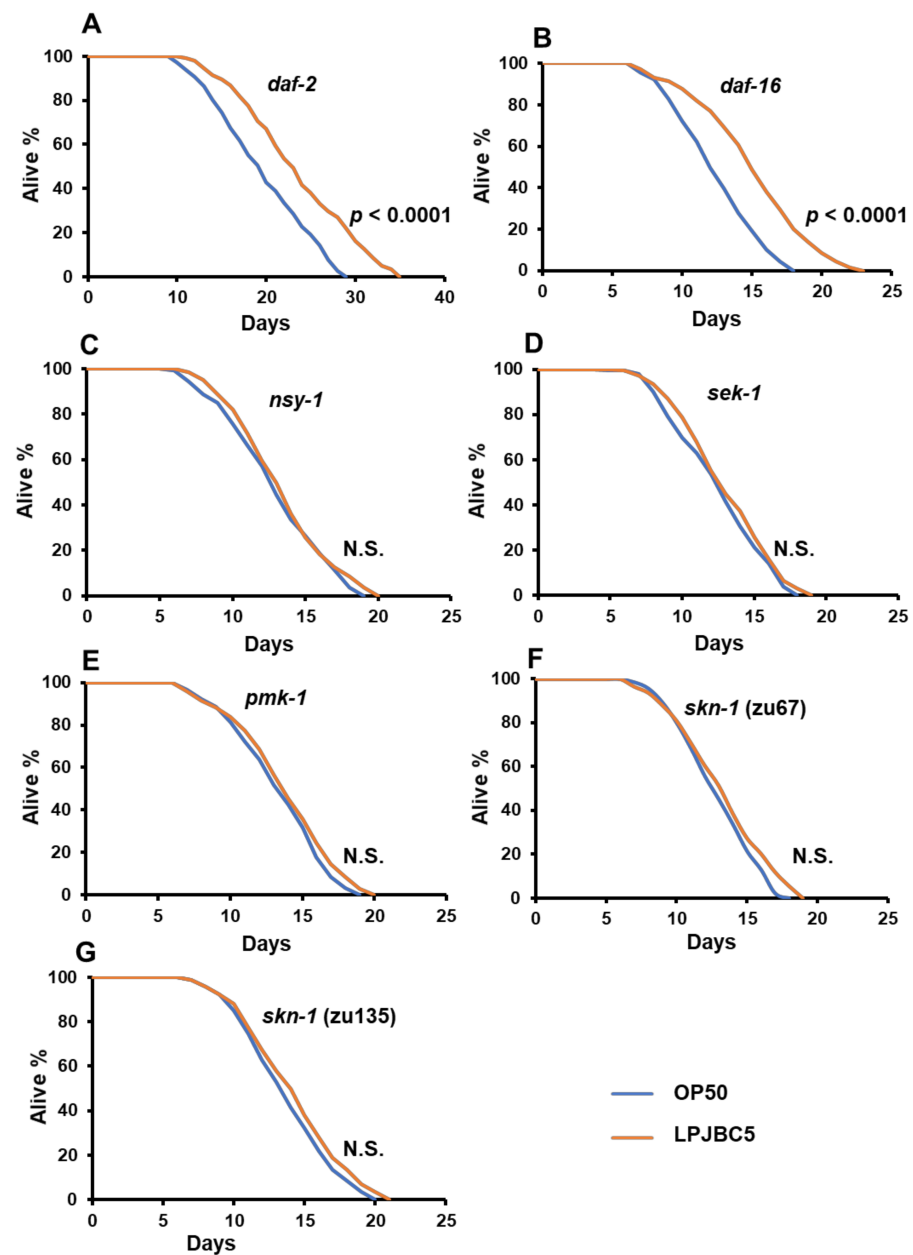 A
100
80
60
40
20
0
Alive %
daf-2
p < 0.0001
0 10 20 30 40
Days
B
100
80
60
40
20
0
Alive %
daf-16
p < 0.0001
0 5 10 15 20 25
Days
C
100
80
60
40
20
0
Alive %
nsy-1
N.S.
0 5 10 15 20 25
Days
D
100
80
60
40
20
0
Alive %
sek-1
N.S.
0 5 10 15 20 25
Days
E
100
80
60
40
20
0
Alive %
pmk-1
N.S.
0 5 10 15 20 25
Days
F
100
80
60
40
20
0
Alive %
skn-1 (zu67)
N.S.
0 5 10 15 20 25
Days
G
100
80
60
40
20
0
Alive %
skn-1 (zu135)
N.S.
0 5 10 15 20 25
Days
OP50
LPJBC5